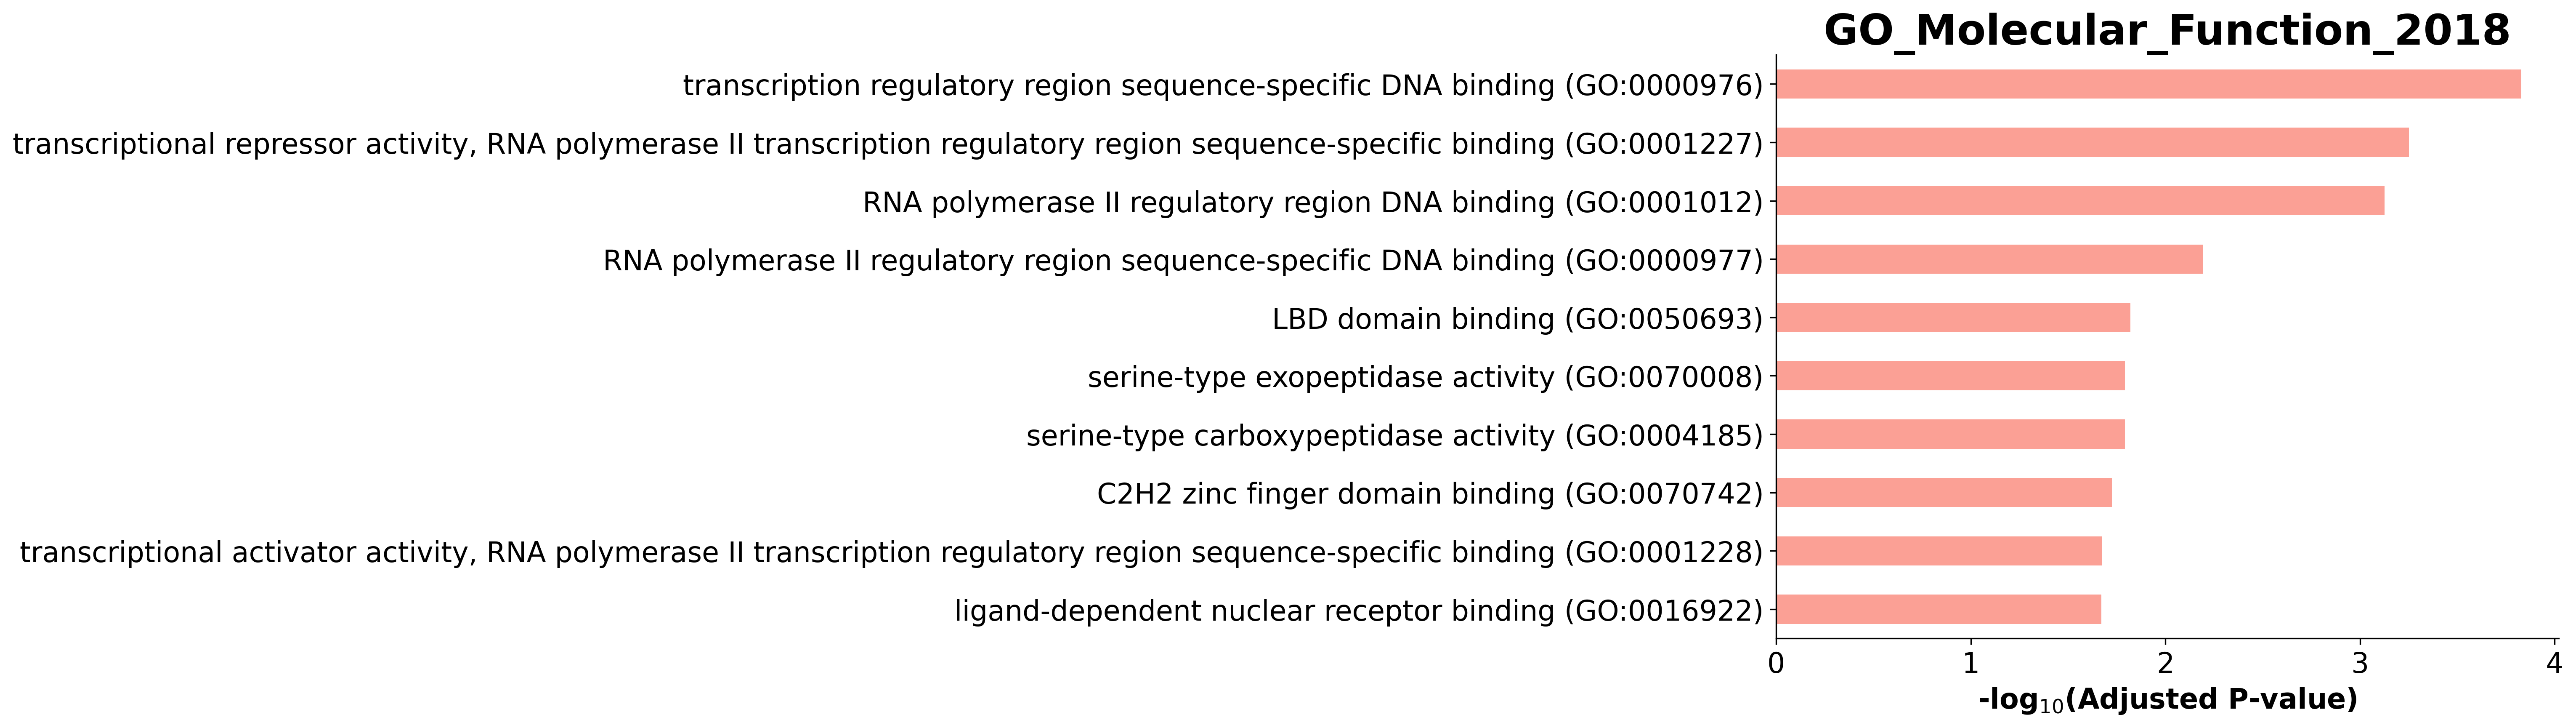 GO_Molecular_Function_2018
transcription regulatory region sequence-specific DNA binding (GO:0000976)
transcriptional repressor activity, RNA polymerase II transcription regulatory region sequence-specific binding (GO:0001227)
RNA polymerase II regulatory region DNA binding (GO:0001012)
RNA polymerase II regulatory region sequence-specific DNA binding (GO:0000977)
LBD domain binding (GO:0050693)
serine-type exopeptidase activity (GO:0070008)
serine-type carboxypeptidase activity (GO:0004185)
C2H2 zinc finger domain binding (GO:0070742)
transcriptional activator activity, RNA polymerase II transcription regulatory region sequence-specific binding (GO:0001228)
ligand-dependent nuclear receptor binding (GO:0016922)
0 1 2 3 4
-log₁₀(Adjusted P-value)